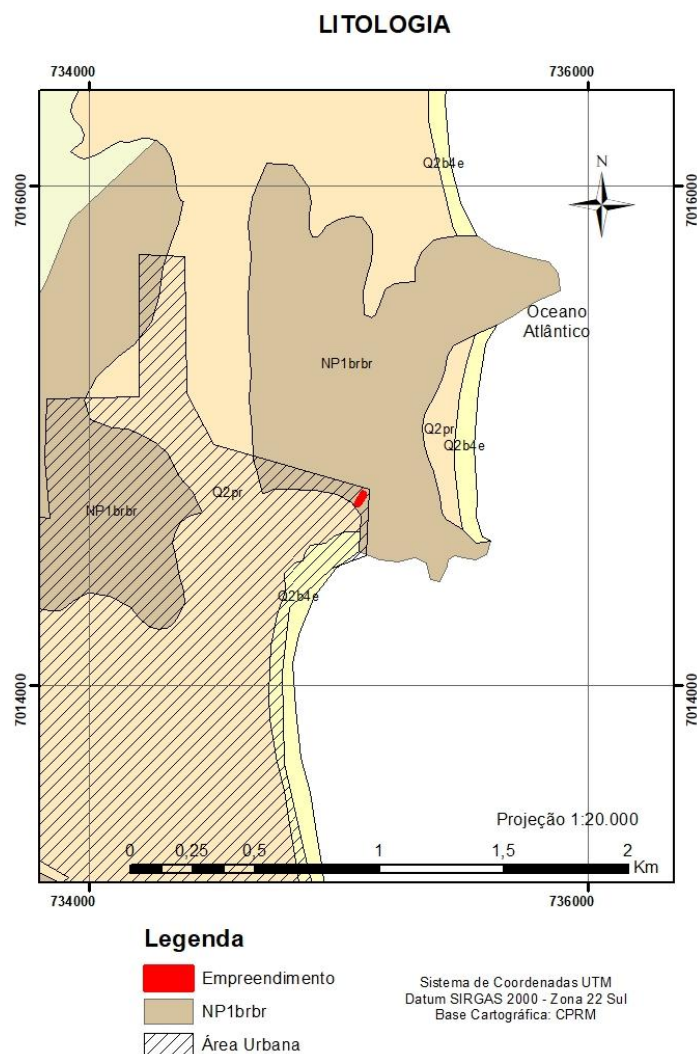 LITOLOGIA
734000
736000
Q2b4e
N
7016000
7016000
Oceano
Atlântico
NP1brbr
Q2pr
Q2b4e
Q2pr
NP1brbr
Q2b4e
7014000
7014000
Projeção 1:20.000
0 0,25 0,5 1 1,5 2
Km
734000
736000
Legenda
Empreendimento
NP1brbr
Área Urbana
Sistema de Coordenadas UTM
Datum SIRGAS 2000 - Zona 22 Sul
Base Cartográfica: CPRM